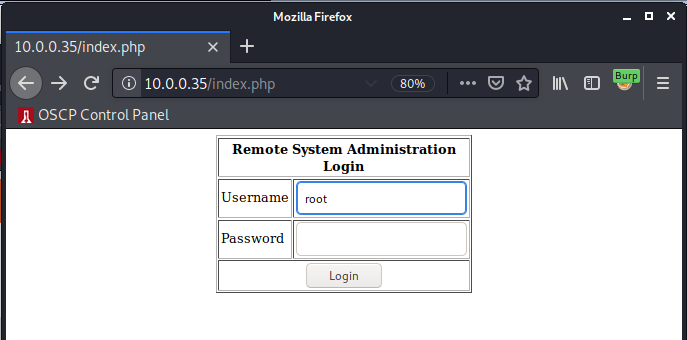 Mozilla Firefox
10.0.0.35/index.php
10.0.0.35/index.php
80%
Burp
OSCP Control Panel
Remote System Administration
Login
Username
root
Password
Login